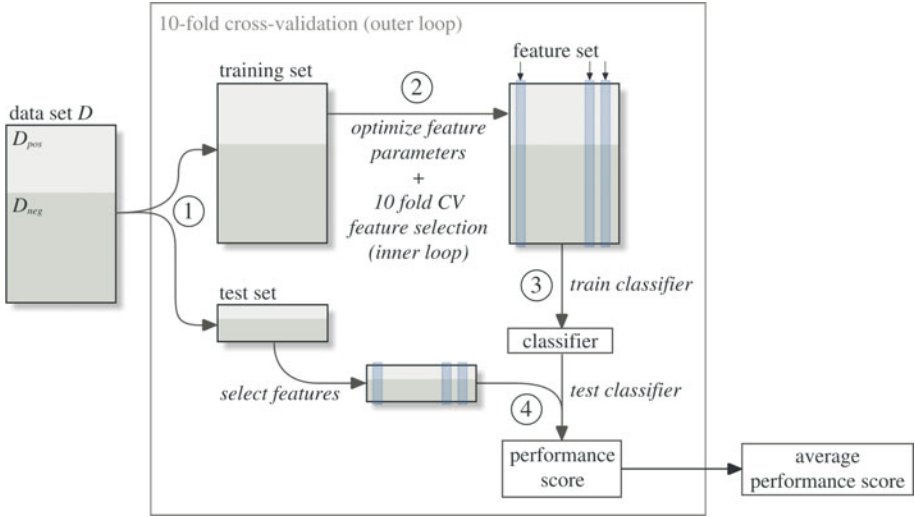 10-fold cross-validation (outer loop)
training set
feature set
2
data set D
D_pos
optimize feature
parameters
+
10 fold CV
feature selection
(inner loop)
D_neg
1
3
train classifier
test set
classifier
select features
test classifier
4
performance
score
average
performance score